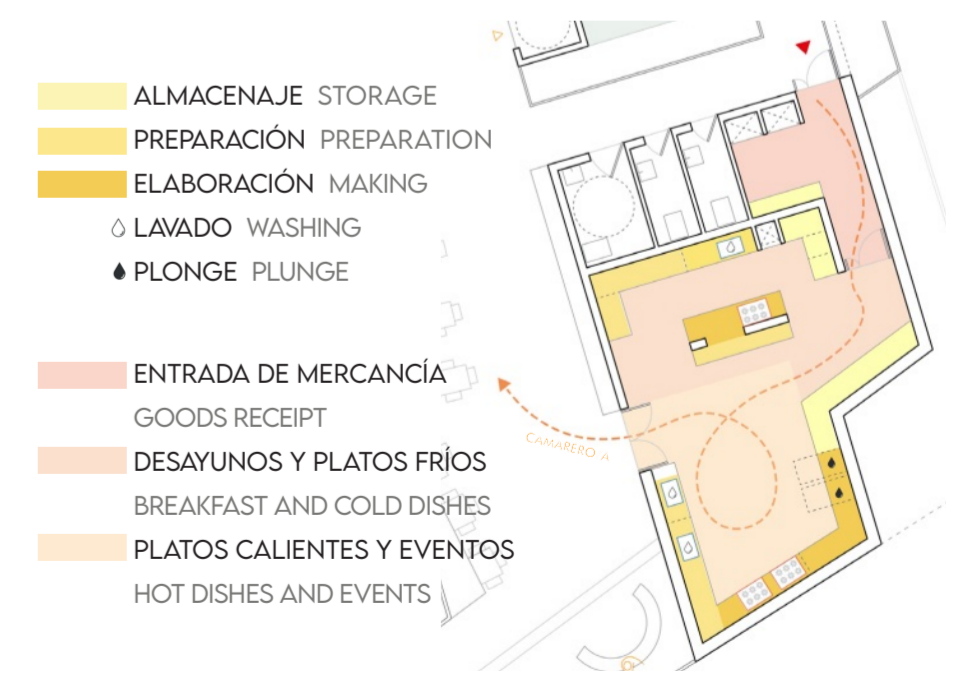 ALMACENAJE STORAGE
PREPARACIÓN PREPARATION
ELABORACIÓN MAKING
LAVADO WASHING
PLONGE PLUNGE
ENTRADA DE MERCANCÍA
GOODS RECEIPT
DESAYUNOS Y PLATOS FRÍOS
BREAKFAST AND COLD DISHES
PLATOS CALIENTES Y EVENTOS
HOT DISHES AND EVENTS
CAMARERO A